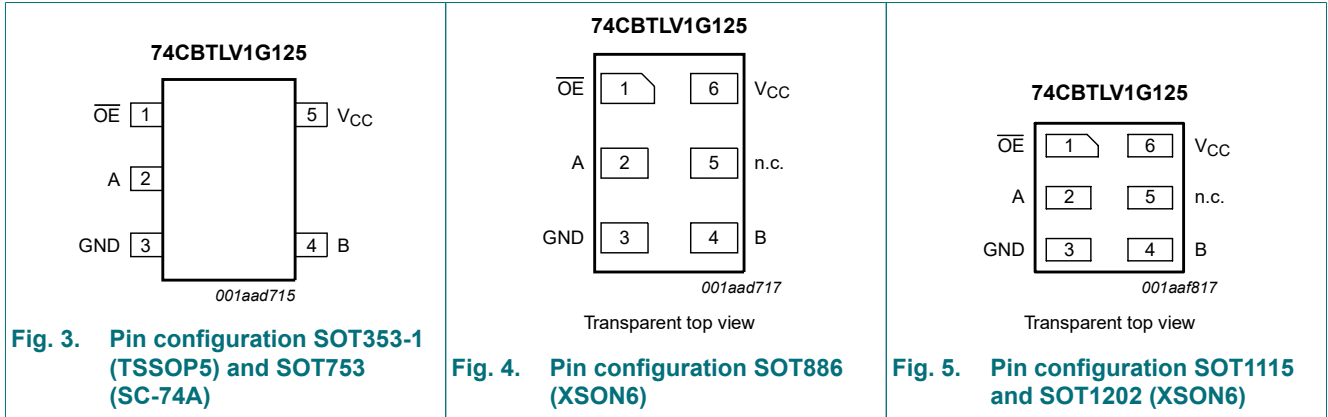 74CBTLV1G125
OE 1 5 VCC
A 2
GND 3 4 B
001aad715
Fig. 3. Pin configuration SOT353-1
(TSSOP5) and SOT753
(SC-74A)
74CBTLV1G125
OE 1 6 VCC
A 2 5 n.c.
GND 3 4 B
001aad717
Transparent top view
Fig. 4. Pin configuration SOT886
(XSON6)
74CBTLV1G125
OE 1 6 VCC
A 2 5 n.c.
GND 3 4 B
001aaf817
Transparent top view
Fig. 5. Pin configuration SOT1115
and SOT1202 (XSON6)